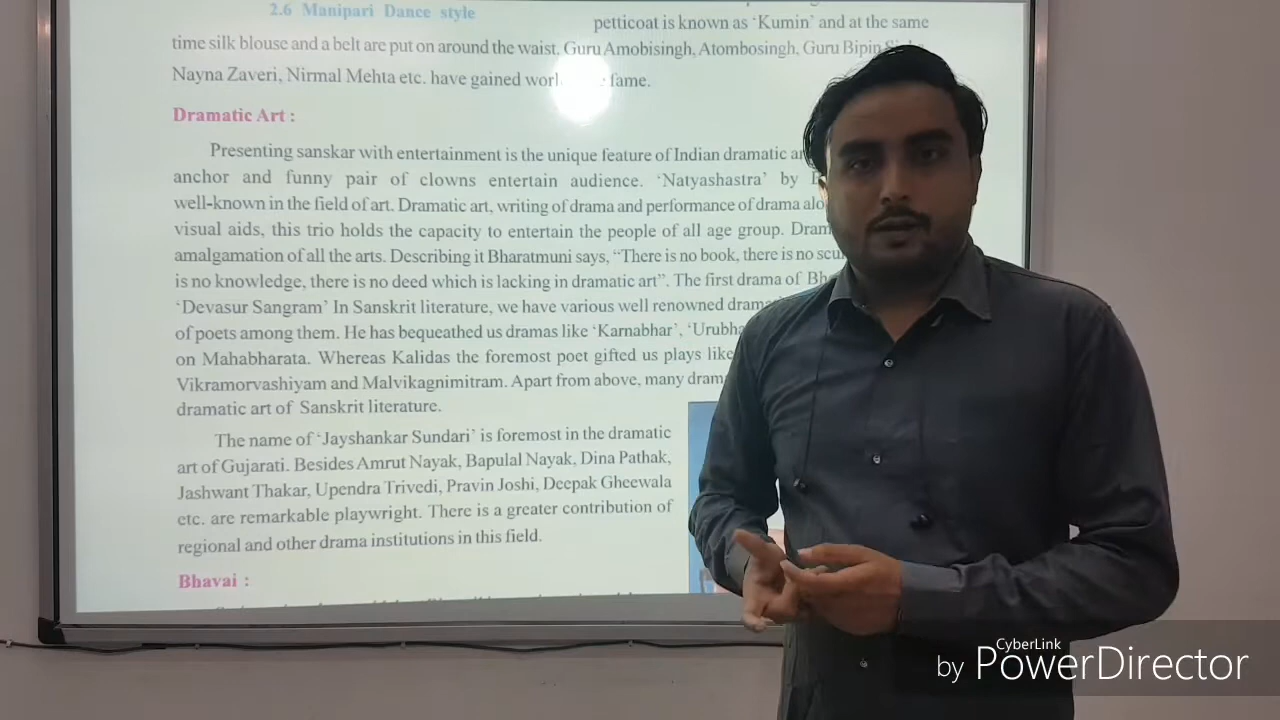 2.6 Manipari Dance style
petticoat is known as ‘Kumin’ and at the same
time silk blouse and a belt are put on around the waist. Guru Amobisingh, Atombosingh, Guru Bipin
Nayna Zaveri, Nirmal Mehta etc. have gained fame.
Dramatic Art :
Presenting sanskar with entertainment is the unique feature of Indian dramatic
anchor and funny pair of clowns entertain audience. ‘Natyashastra’ by
well-known in the field of art. Dramatic art, writing of drama and performance of drama
visual aids, this trio holds the capacity to entertain the people of all age group.
amalgamation of all the arts. Describing it Bharatmuni says, “There is no book, there is no
is no knowledge, there is no deed which is lacking in dramatic art”. The first drama of
‘Devasur Sangram’ In Sanskrit literature, we have various well renowned
of poets among them. He has bequeathed us dramas like ‘Karnabhar’,
on Mahabharata. Whereas Kalidas the foremost poet gifted us plays like
Vikramorvashiyam and Malvikagnimitram. Apart from above, many
dramatic art of Sanskrit literature.
The name of ‘Jayshankar Sundari’ is foremost in the dramatic
art of Gujarati. Besides Amrut Nayak, Bapulal Nayak, Dina Pathak,
Jashwant Thakar, Upendra Trivedi, Pravin Joshi, Deepak Gheewala
etc. are remarkable playwright. There is a greater contribution of
regional and other drama institutions in this field.
Bhavai :
CyberLink
by PowerDirector